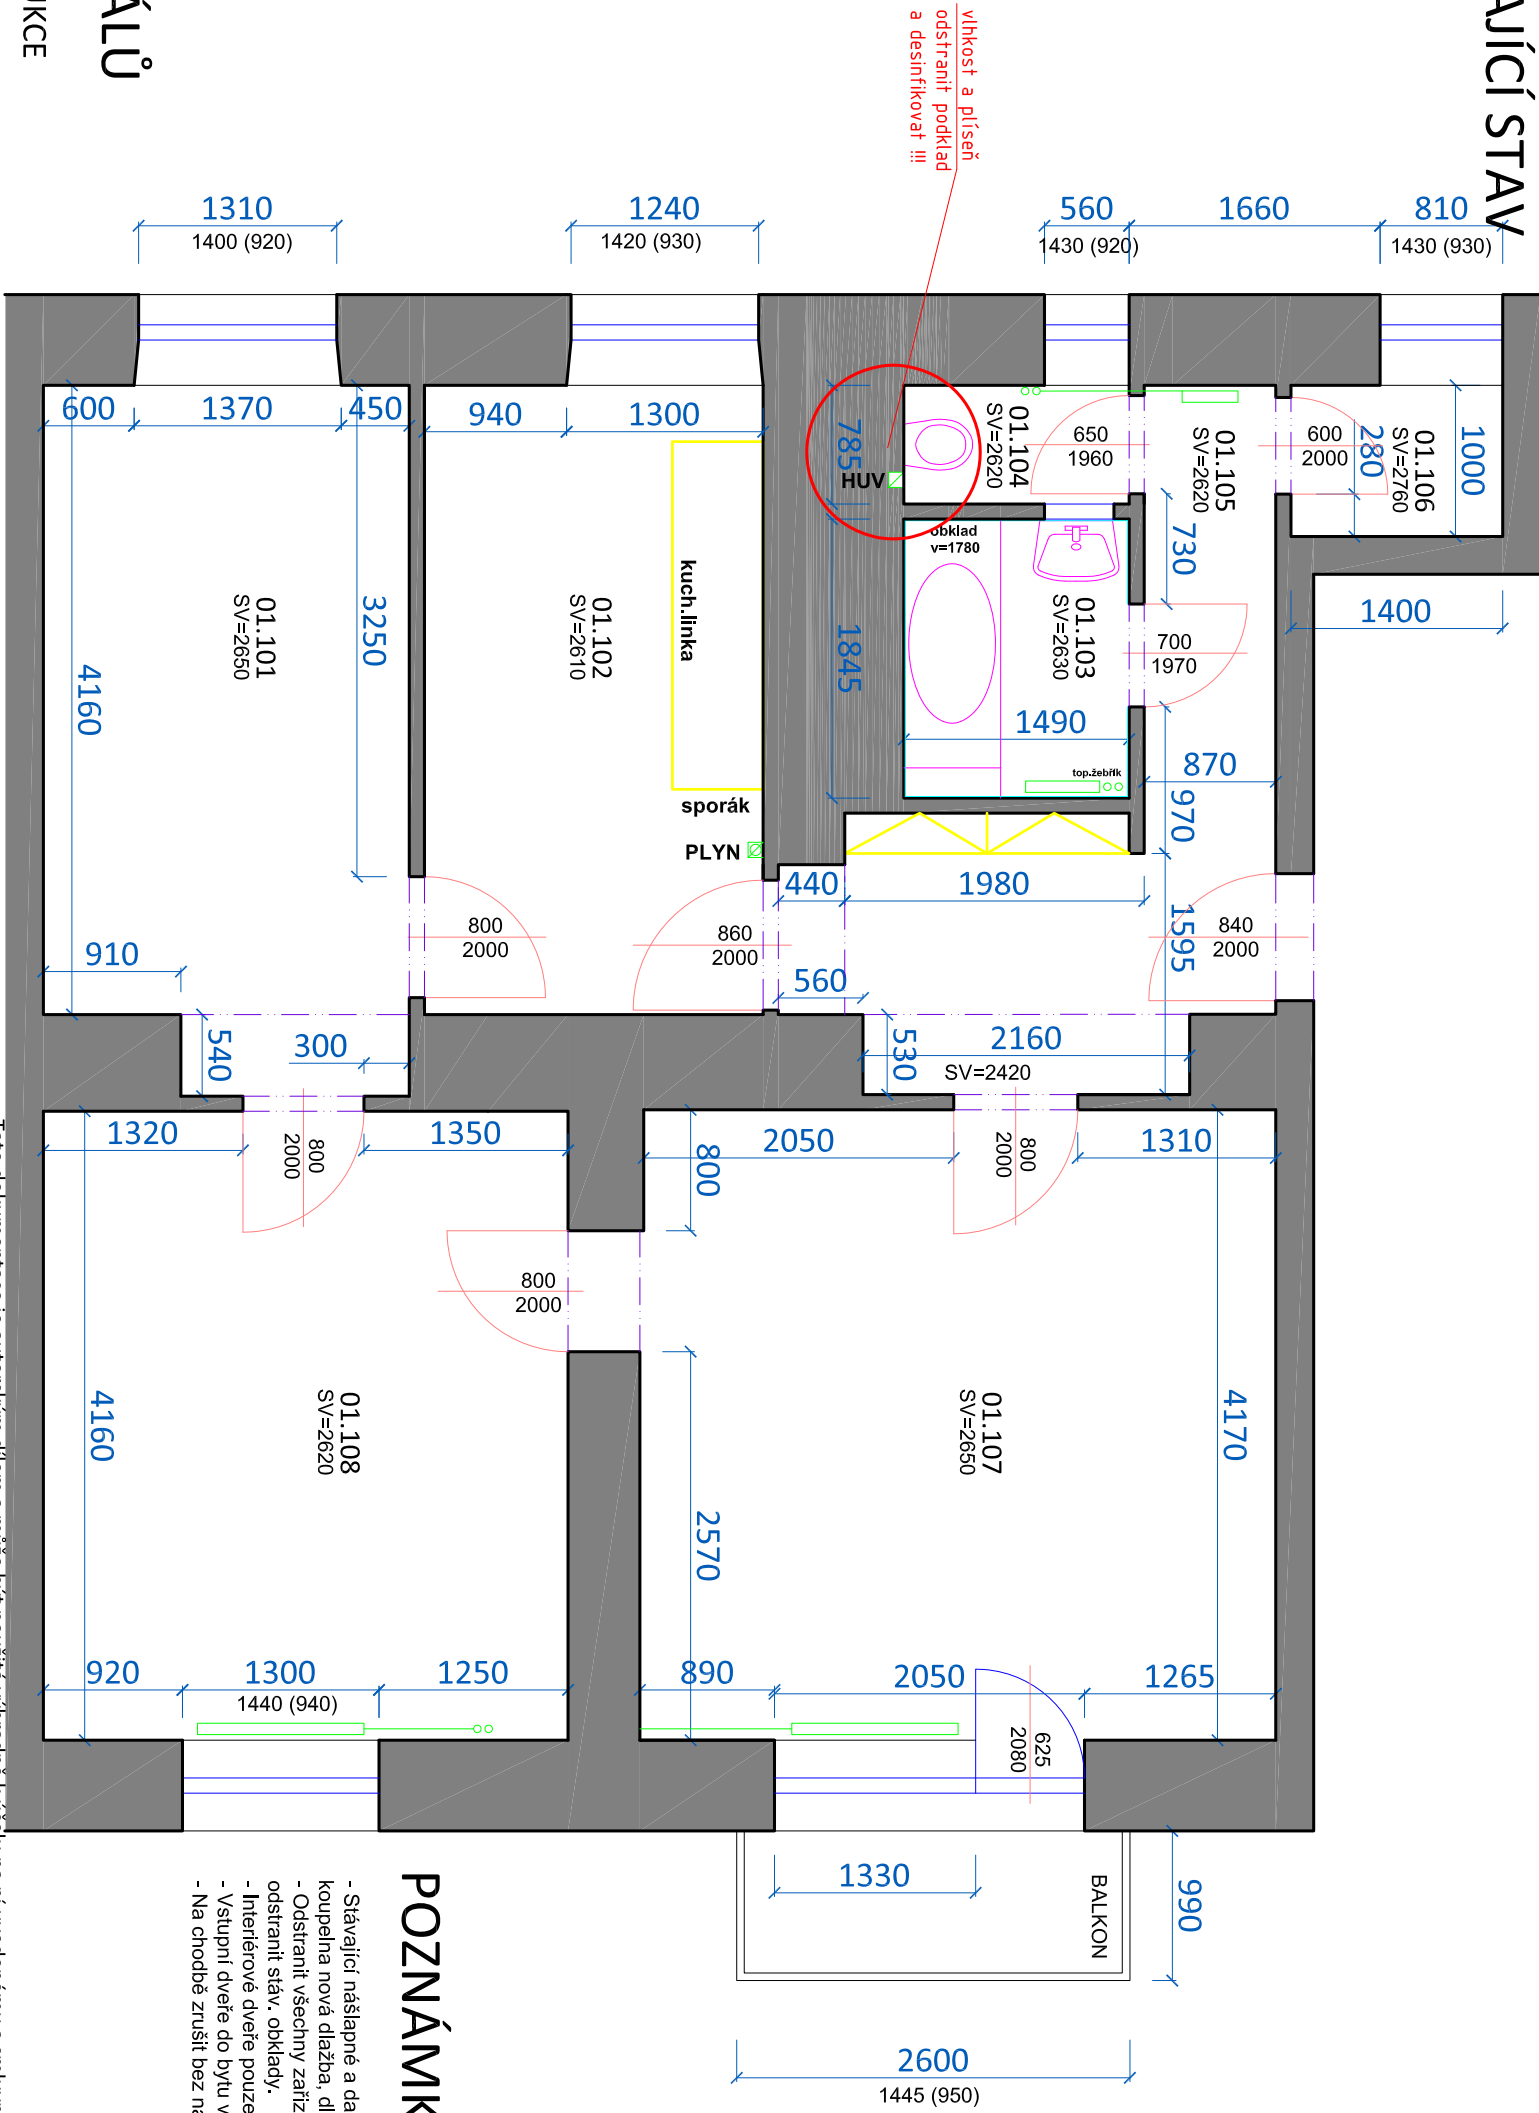 AJÍCÍ STAV
ÁLŮ
UKCE
vlhkost a plíseň
odstranit podklad
a desinfikovat !!!
1310
1400 (920)
1240
1420 (930)
560
1430 (920)
1660
810
1430 (930)
600
1370
450
940
1300
785
HUV
01.104
SV=2620
650
1960
01.105
SV=2620
600
2000
280
01.106
SV=2760
1000
730
1400
obklad
v=1780
kuch.linka
01.101
SV=2650
3250
4160
01.102
SV=2610
1845
01.103
SV=2630
700
1970
1490
top.žebřík
870
970
sporák
PLYN
440
1980
1595
800
2000
860
2000
840
2000
910
560
540
300
530
2160
SV=2420
1320
800
2000
1350
800
2050
800
2000
1310
800
2000
01.108
SV=2620
4160
01.107
SV=2650
4170
2570
920
1300
1440 (940)
1250
890
2050
1265
625
2080
1330
BALKON
990
2600
1445 (950)
POZNÁMK
- Stávající nášlapné a da
koupelna nová dlažba, dl
- Odstranit všechny zaříz
odstranit stáv. obklady.
- Interiérové dveře pouze
- Vstupní dveře do bytu v
- Na chodbě zrušit bez ná